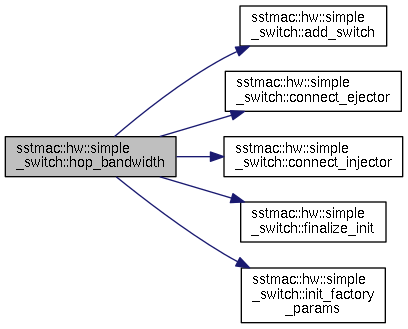 sstmac::hw::simple
_switch::add_switch
sstmac::hw::simple
_switch::connect_ejector
sstmac::hw::simple
_switch::hop_bandwidth
sstmac::hw::simple
_switch::connect_injector
sstmac::hw::simple
_switch::finalize_init
sstmac::hw::simple
_switch::init_factory
_params